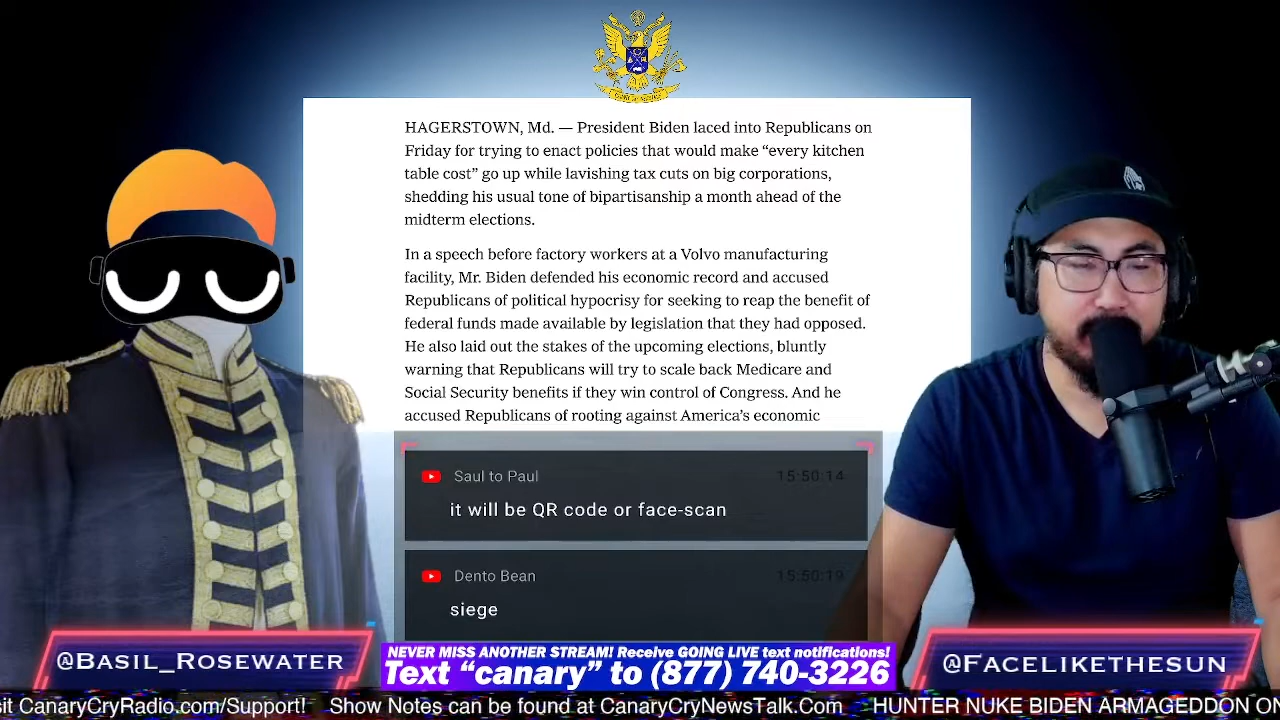 HAGERSTOWN, Md. — President Biden laced into Republicans on
Friday for trying to enact policies that would make “every kitchen
table cost” go up while lavishing tax cuts on big corporations,
shedding his usual tone of bipartisanship a month ahead of the
midterm elections.
In a speech before factory workers at a Volvo manufacturing
facility, Mr. Biden defended his economic record and accused
Republicans of political hypocrisy for seeking to reap the benefit of
federal funds made available by legislation that they had opposed.
He also laid out the stakes of the upcoming elections, bluntly
warning that Republicans will try to scale back Medicare and
Social Security benefits if they win control of Congress. And he
accused Republicans of rooting against America’s economic
Saul to Paul 15:50:14
it will be QR code or face-scan
Dento Bean 15:50:19
siege
@Basil_Rosewater
NEVER MISS ANOTHER STREAM! Receive GOING LIVE text notifications!
Text “canary” to (877) 740-3226
@Facelikethesun
sit CanaryCryRadio.com/Support! Show Notes can be found at CanaryCryNewsTalk.Com HUNTER NUKE BIDEN ARMAGEDDON ON